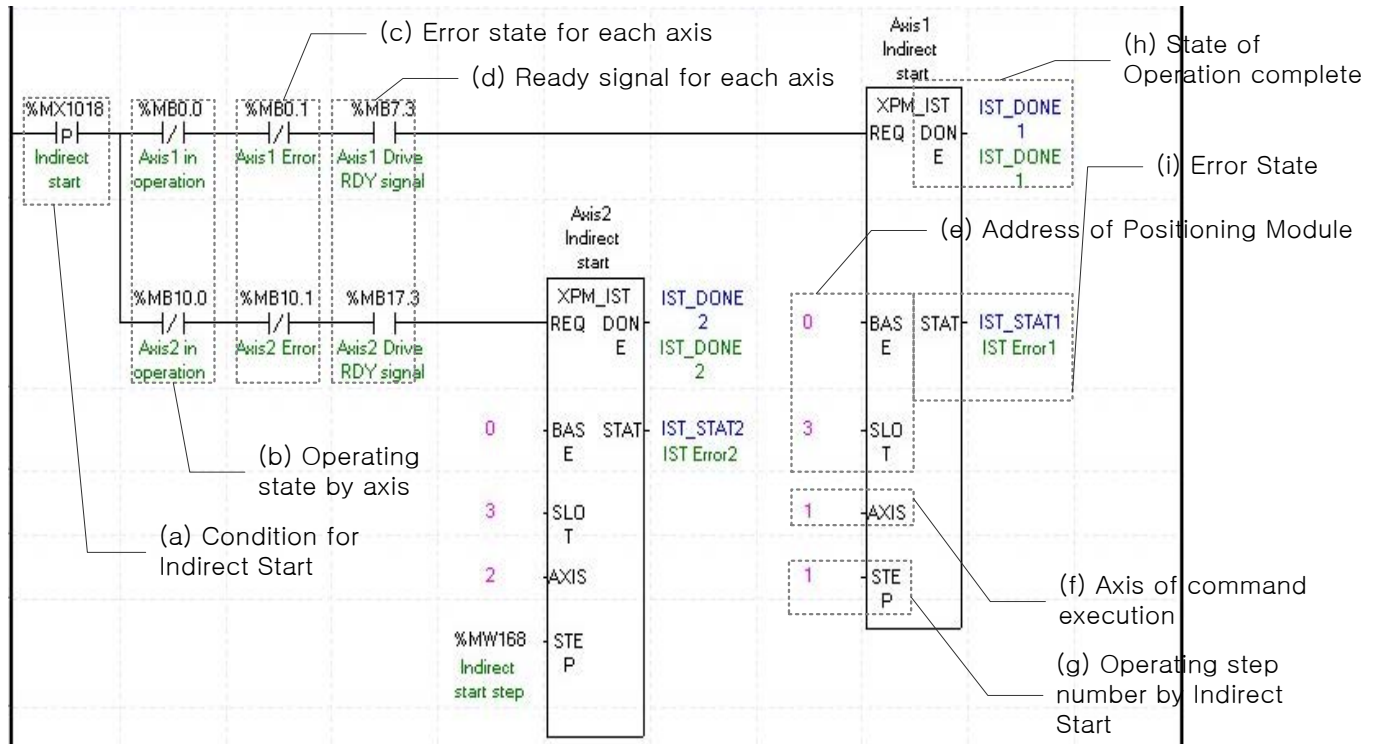 (c) Error state for each axis
(d) Ready signal for each axis
Axis1
Indirect
start
(h) State of
Operation complete
%MX1018
%MB0.0
%MB0.1
%MB7.3
P
Indirect
start
Axis1 in
operation
Axis1 Error
Axis1 Drive
RDY signal
XPM_IST
REQ DON
E
IST_DONE
1
IST_DONE
1
(i) Error State
(e) Address of Positioning Module
Axis2
Indirect
start
%MB10.0
%MB10.1
%MB17.3
Axis2 in
operation
Axis2 Error
Axis2 Drive
RDY signal
XPM_IST
REQ DON
E
IST_DONE
2
IST_DONE
2
0
BAS STAT
E
IST_STAT1
IST Error1
0
BAS STAT
E
IST_STAT2
IST Error2
3
SLO
T
(b) Operating
state by axis
3
SLO
T
1
AXIS
(a) Condition for
Indirect Start
2
AXIS
1
STE
P
(f) Axis of command
execution
%MW168
Indirect
start step
STE
P
(g) Operating step
number by Indirect
Start